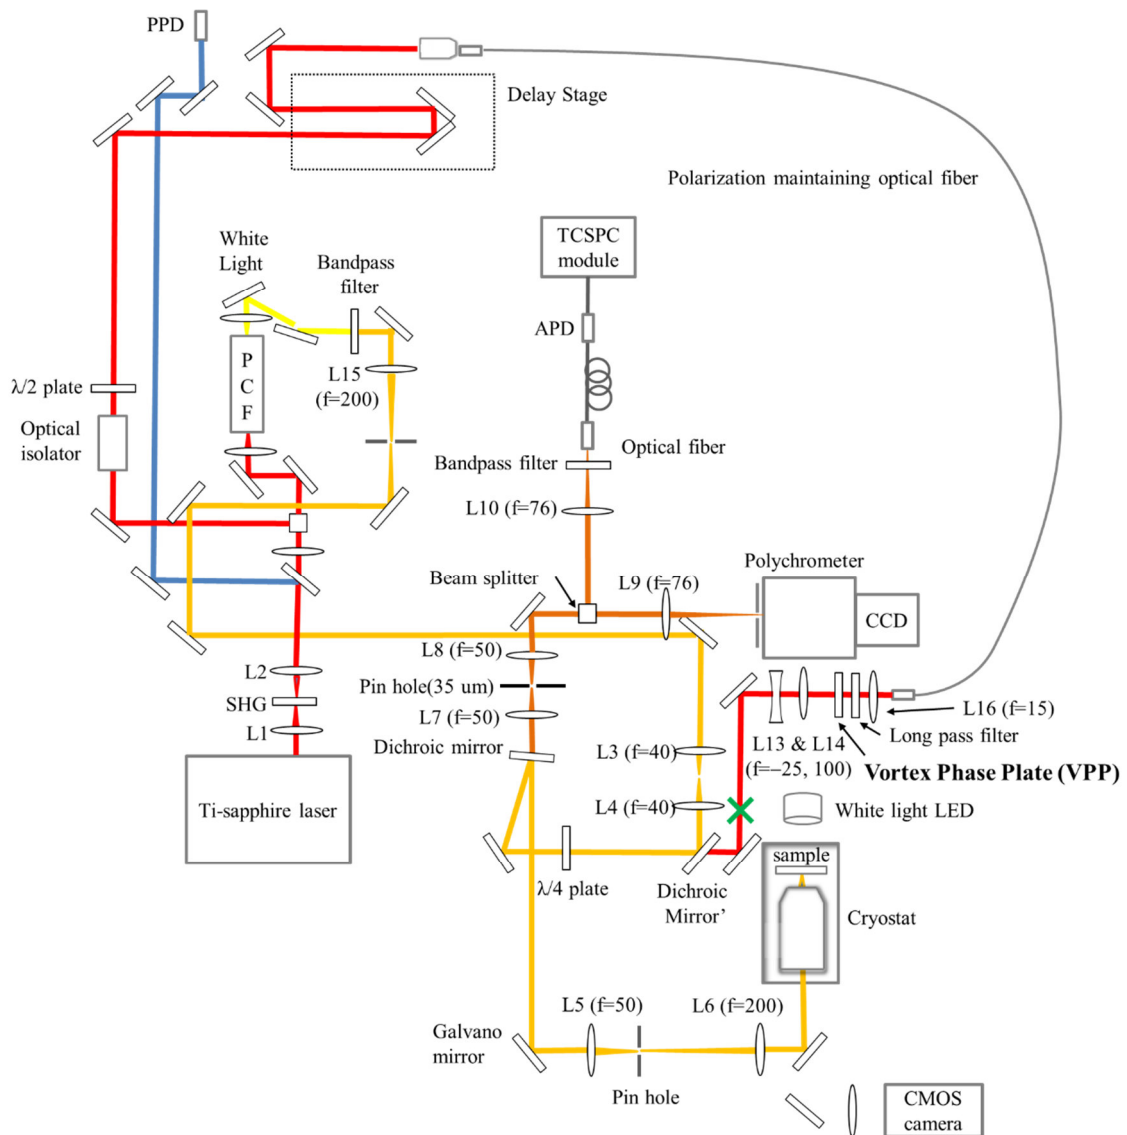 PPD
Delay Stage
Polarization maintaining optical fiber
White
Light
Bandpass
filter
TCSPC
module
APD
P
C
F
L15
(f=200)
λ/2 plate
Optical
isolator
Optical fiber
Bandpass filter
L10 (f=76)
Beam splitter
L9 (f=76)
Polychrometer
CCD
L8 (f=50)
Pin hole(35 um)
L7 (f=50)
Dichroic mirror
L2
SHG
L1
L16 (f=15)
Long pass filter
L13 & L14
(f=−25, 100)
Vortex Phase Plate (VPP)
L3 (f=40)
L4 (f=40)
White light LED
Ti-sapphire laser
sample
λ/4 plate
Dichroic
Mirror’
Cryostat
L5 (f=50)
L6 (f=200)
Galvano
mirror
Pin hole
CMOS
camera